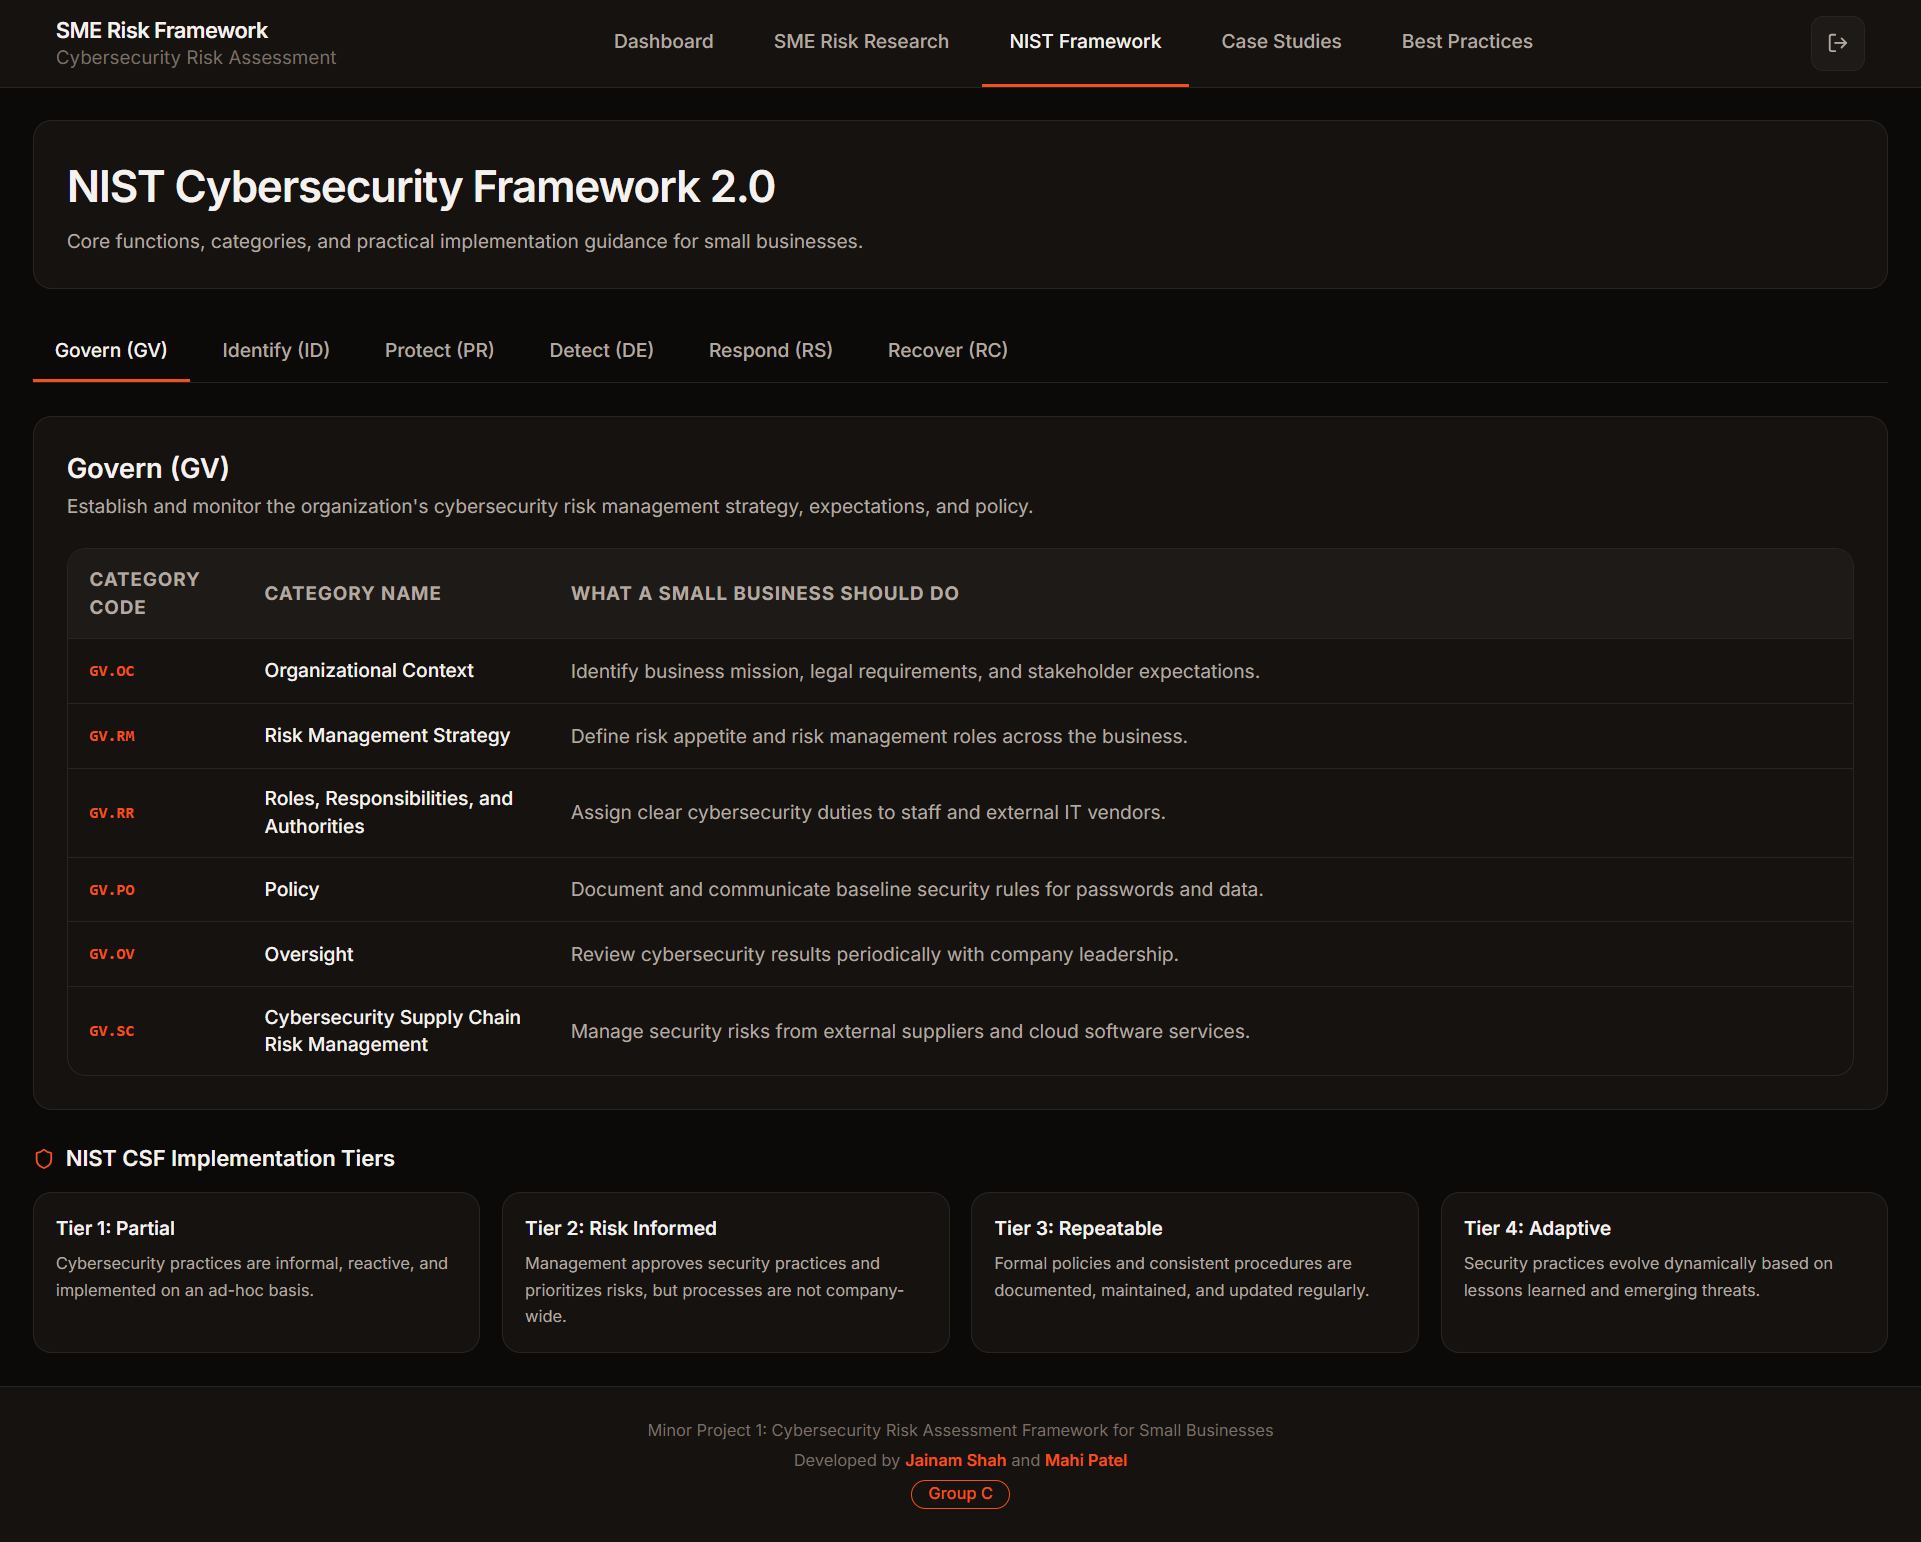 SME Risk Framework
Cybersecurity Risk Assessment
Dashboard
SME Risk Research
NIST Framework
Case Studies
Best Practices
NIST Cybersecurity Framework 2.0
Core functions, categories, and practical implementation guidance for small businesses.
Govern (GV)
Identify (ID)
Protect (PR)
Detect (DE)
Respond (RS)
Recover (RC)
Govern (GV)
Establish and monitor the organization's cybersecurity risk management strategy, expectations, and policy.
CATEGORY
CODE
CATEGORY NAME
WHAT A SMALL BUSINESS SHOULD DO
GV.OC
Organizational Context
Identify business mission, legal requirements, and stakeholder expectations.
GV.RM
Risk Management Strategy
Define risk appetite and risk management roles across the business.
GV.RR
Roles, Responsibilities, and
Authorities
Assign clear cybersecurity duties to staff and external IT vendors.
GV.PO
Policy
Document and communicate baseline security rules for passwords and data.
GV.OV
Oversight
Review cybersecurity results periodically with company leadership.
GV.SC
Cybersecurity Supply Chain
Risk Management
Manage security risks from external suppliers and cloud software services.
NIST CSF Implementation Tiers
Tier 1: Partial
Cybersecurity practices are informal, reactive, and
implemented on an ad-hoc basis.
Tier 2: Risk Informed
Management approves security practices and
prioritizes risks, but processes are not company-
wide.
Tier 3: Repeatable
Formal policies and consistent procedures are
documented, maintained, and updated regularly.
Tier 4: Adaptive
Security practices evolve dynamically based on
lessons learned and emerging threats.
Minor Project 1: Cybersecurity Risk Assessment Framework for Small Businesses
Developed by Jainam Shah and Mahi Patel
Group C